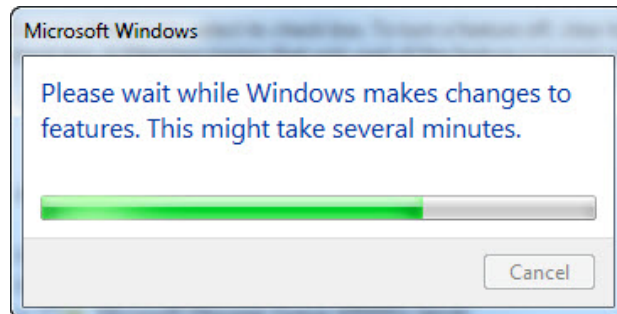 Microsoft Windows
Please wait while Windows makes changes to
features. This might take several minutes.
Cancel